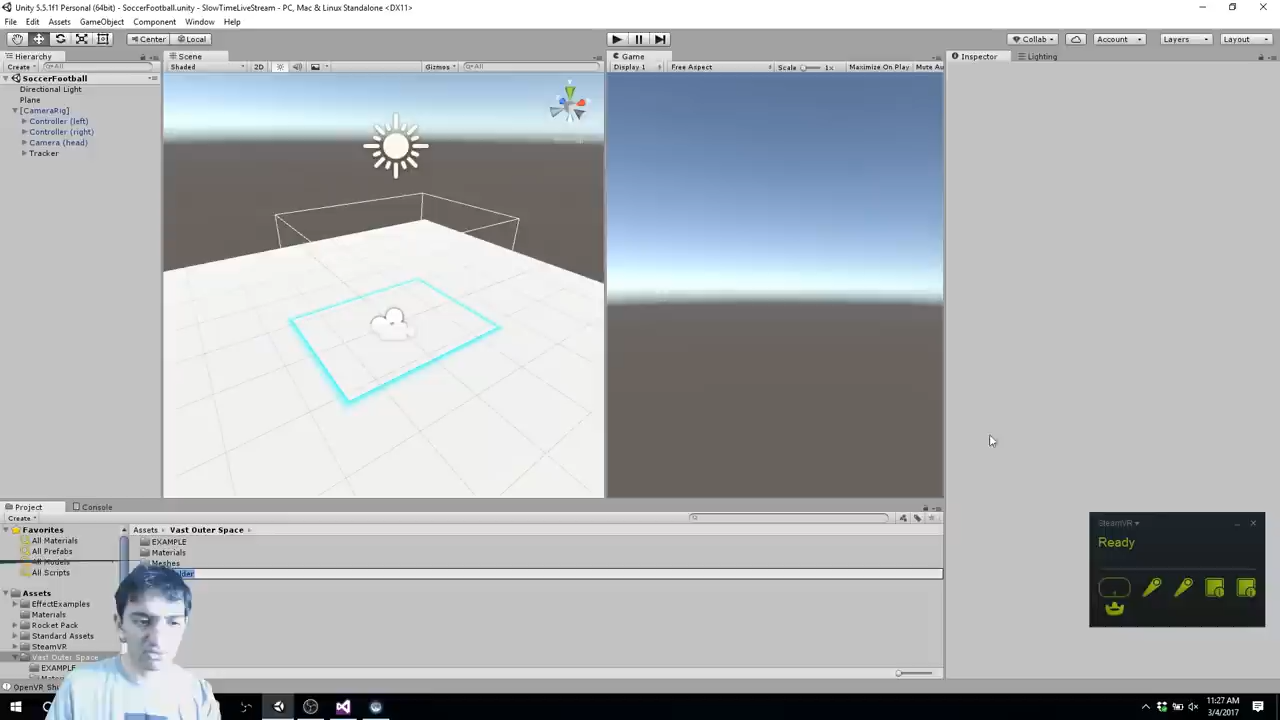 Unity 5.5.1f1 Personal (64bit) - SoccerFootball.unity - SlowTimeLiveStream - PC, Mac & Linux Standalone <DX11>
File Edit Assets GameObject Component Window Help
Center Local Collab Account Layers Layout
Hierarchy Scene Game Inspector Lighting
Create All Shaded 2D Gizmos All Display 1 Free Aspect Scale 1x Maximize On Play Mute Au
SoccerFootball
Directional Light
Plane
[CameraRig]
Controller (left)
Controller (right)
Camera (head)
Tracker
Project Console
Create
Favorites
All Materials
All Prefabs
All Models
All Scripts
Assets
EffectExamples
Materials
Rocket Pack
Standard Assets
SteamVR
Vast Outer Space
EXAMPLE
Assets Vast Outer Space
EXAMPLE
Materials
Meshes
SteamVR
Ready
11:27 AM
3/4/2017